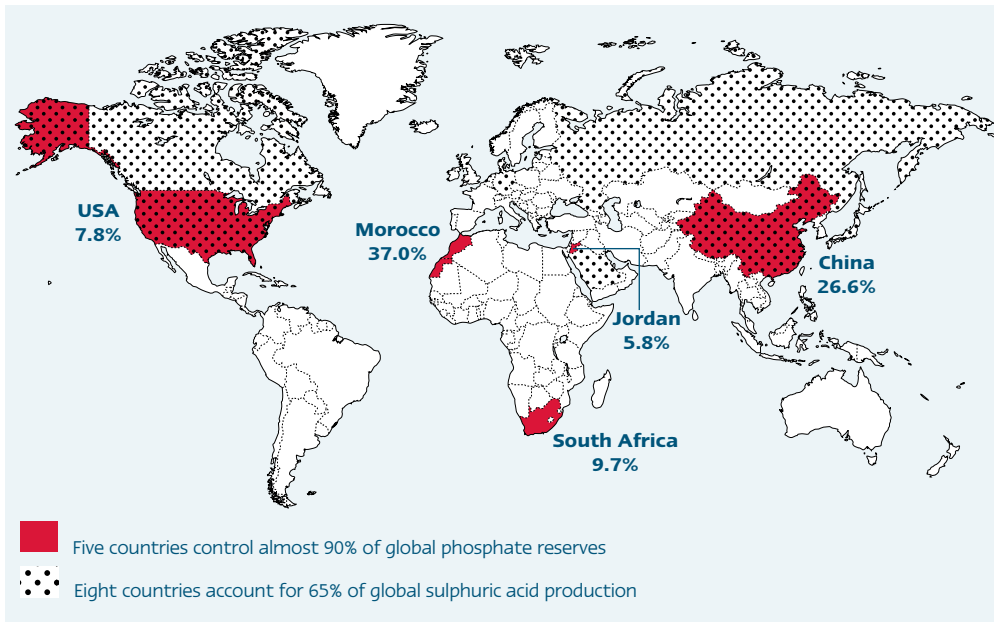 USA
7.8%
Morocco
37.0%
China
26.6%
Jordan
5.8%
South Africa
9.7%
Five countries control almost 90% of global phosphate reserves
Eight countries account for 65% of global sulphuric acid production